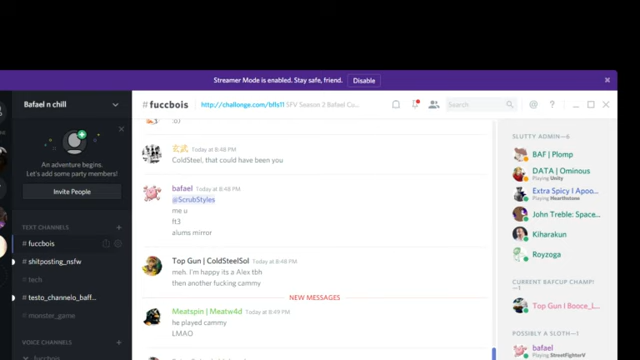 Streamer Mode is enabled. Stay safe, friend. Disable
Bafael n chill
An adventure begins.
Let's add some party members!
Invite People
TEXT CHANNELS
# fuccbois
# shitposting_nsfw
# tech
# testo_channelo_baff...
# monster_game
VOICE CHANNELS
# fuccbois
http://challonge.com/bfls11 SFV Season 2 Bafael Cu...
Search
:0)
玄武 Today at 8:48 PM
ColdSteel, that could have been you
bafael Today at 8:48 PM
@ScrubStyles
me u
ft3
alums mirror
Top Gun | ColdSteelSol Today at 8:48 PM
meh. I'm happy its a Alex tbh
then another fucking cammy
NEW MESSAGES
Meatspin | Meatw4d Today at 8:49 PM
he played cammy
LMAO
SLUTTY ADMIN—6
BAF | Plomp
DATA | Ominous
Playing Unity
Extra Spicy | Apoo...
Playing Hearthstone
John Treble: Space...
Kiharakun
Royzoga
CURRENT BAFCUP CHAMP!
—1
Top Gun | Booce_L...
POSSIBLY A SLOTH—1
bafael
Playing StreetFighterV